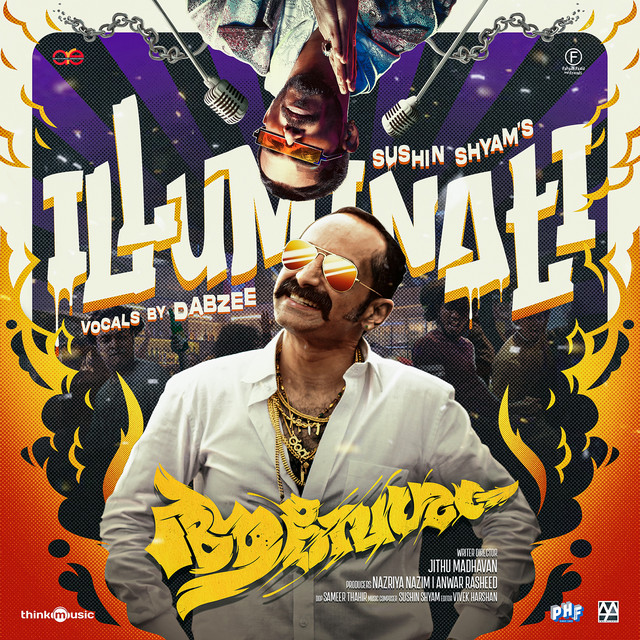 SUSHIN SHYAM'S
ILLUMINATI
VOCALS BY DABZEE
ആവേശം
WRITER DIRECTOR
JITHU MADHAVAN
PRODUCERS NAZRIYA NAZIM | ANWAR RASHEED
DOP SAMEER THAHIR MUSIC COMPOSER SUSHIN SHYAM EDITOR VIVEK HARSHAN
think music
PHF